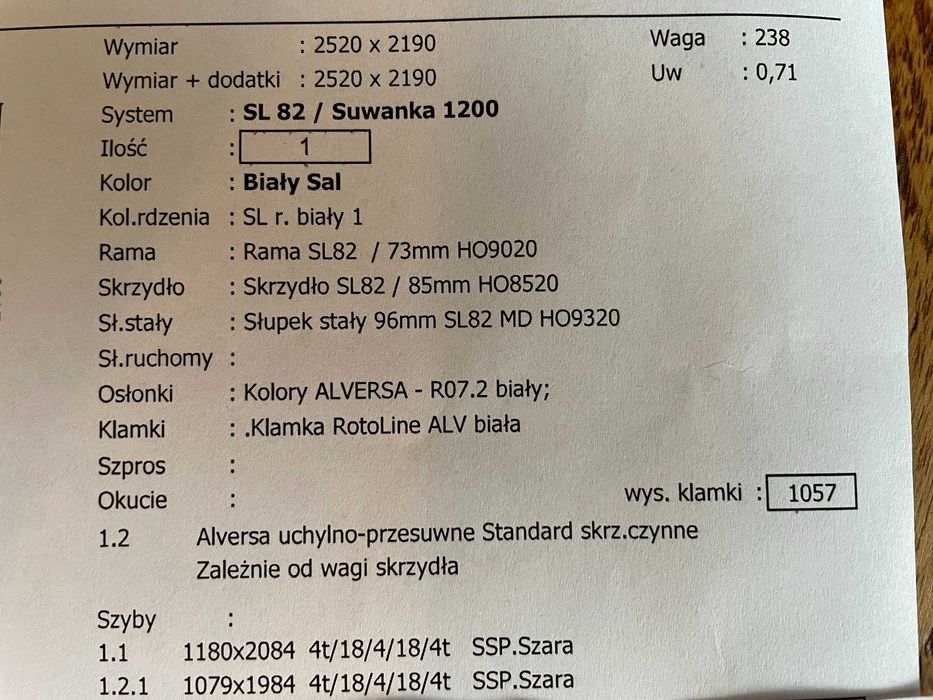 Wymiar : 2520 x 2190 Waga : 238
Wymiar + dodatki : 2520 x 2190 Uw : 0,71
System : SL 82 / Suwanka 1200
Ilość : 1
Kolor : Biały Sal
Kol.rdzenia : SL r. biały 1
Rama : Rama SL82 / 73mm HO9020
Skrzydło : Skrzydło SL82 / 85mm HO8520
Sł.stały : Słupek stały 96mm SL82 MD HO9320
Sł.ruchomy :
Osłonki : Kolory ALVERSA - R07.2 biały;
Klamki : .Klamka RotoLine ALV biała
Szpros :
Okucie : wys. klamki : 1057
1.2 Alversa uchylno-przesuwne Standard skrz.czynne
Zależnie od wagi skrzydła
Szyby :
1.1 1180x2084 4t/18/4/18/4t SSP.Szara
1.2.1 1079x1984 4t/18/4/18/4t SSP.Szara